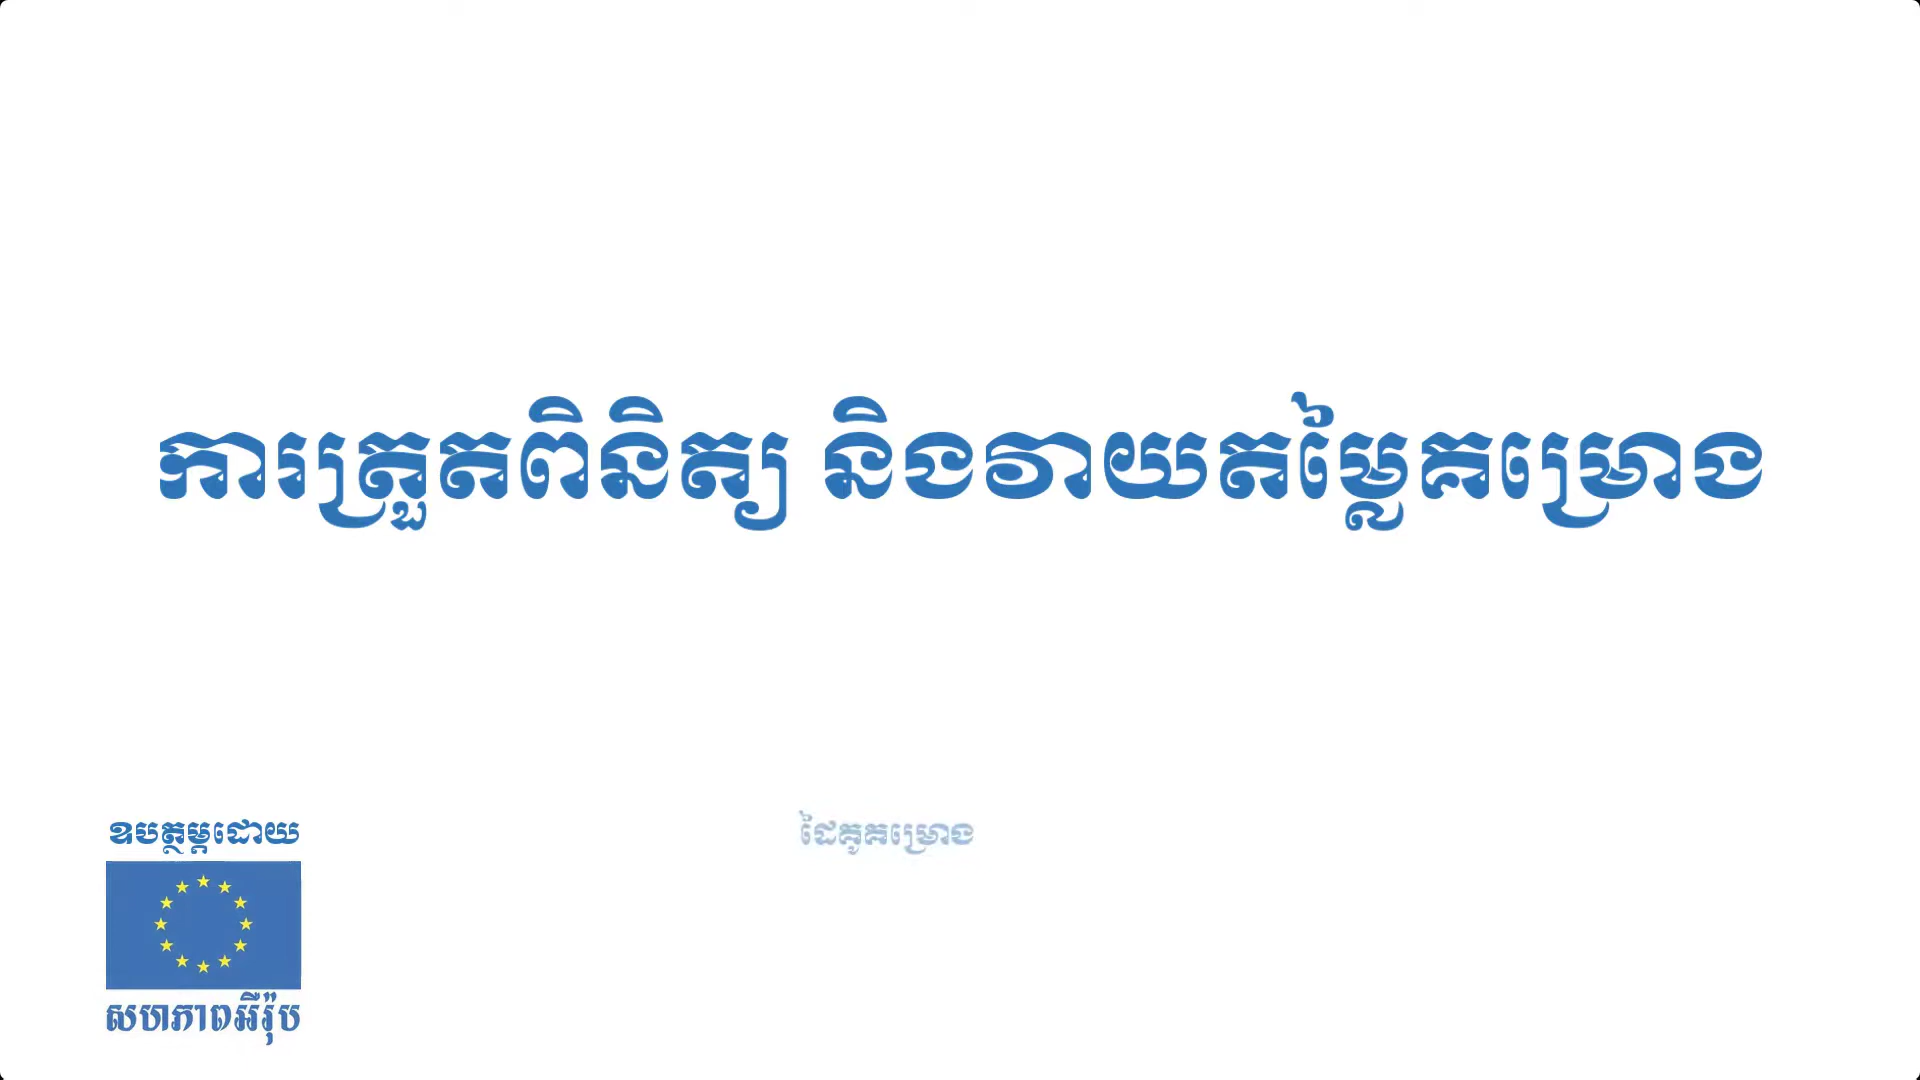 ការត្រួតពិនិត្យ និងវាយតម្លៃគម្រោង
ឧបត្ថម្ភដោយ
ដៃគូគម្រោង
សហភាពអឺរ៉ុប